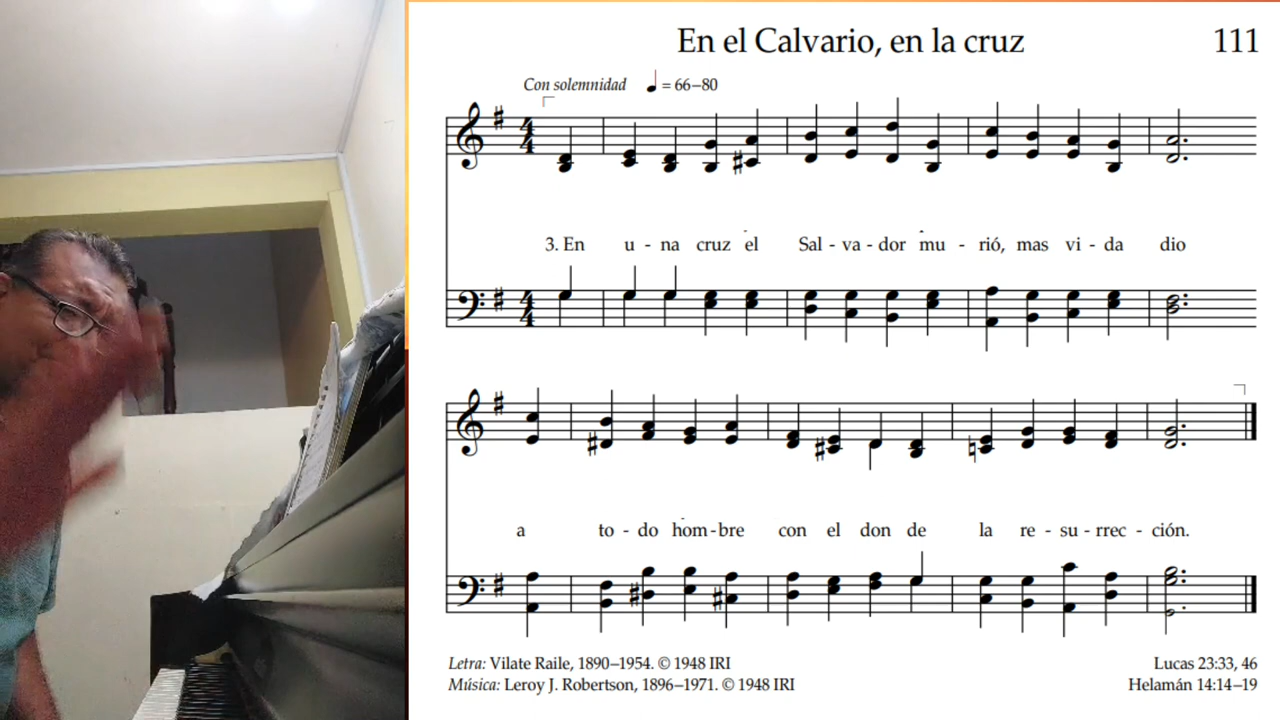 En el Calvario, en la cruz 111
Con solemnidad ♩ = 66–80
3. En u - na cruz el Sal - va - dor mu - rió, mas vi - da dio
a to - do hom - bre con el don de la re - su - rrec - ción.
Letra: Vilate Raile, 1890–1954. © 1948 IRI
Música: Leroy J. Robertson, 1896–1971. © 1948 IRI
Lucas 23:33, 46
Helamán 14:14–19